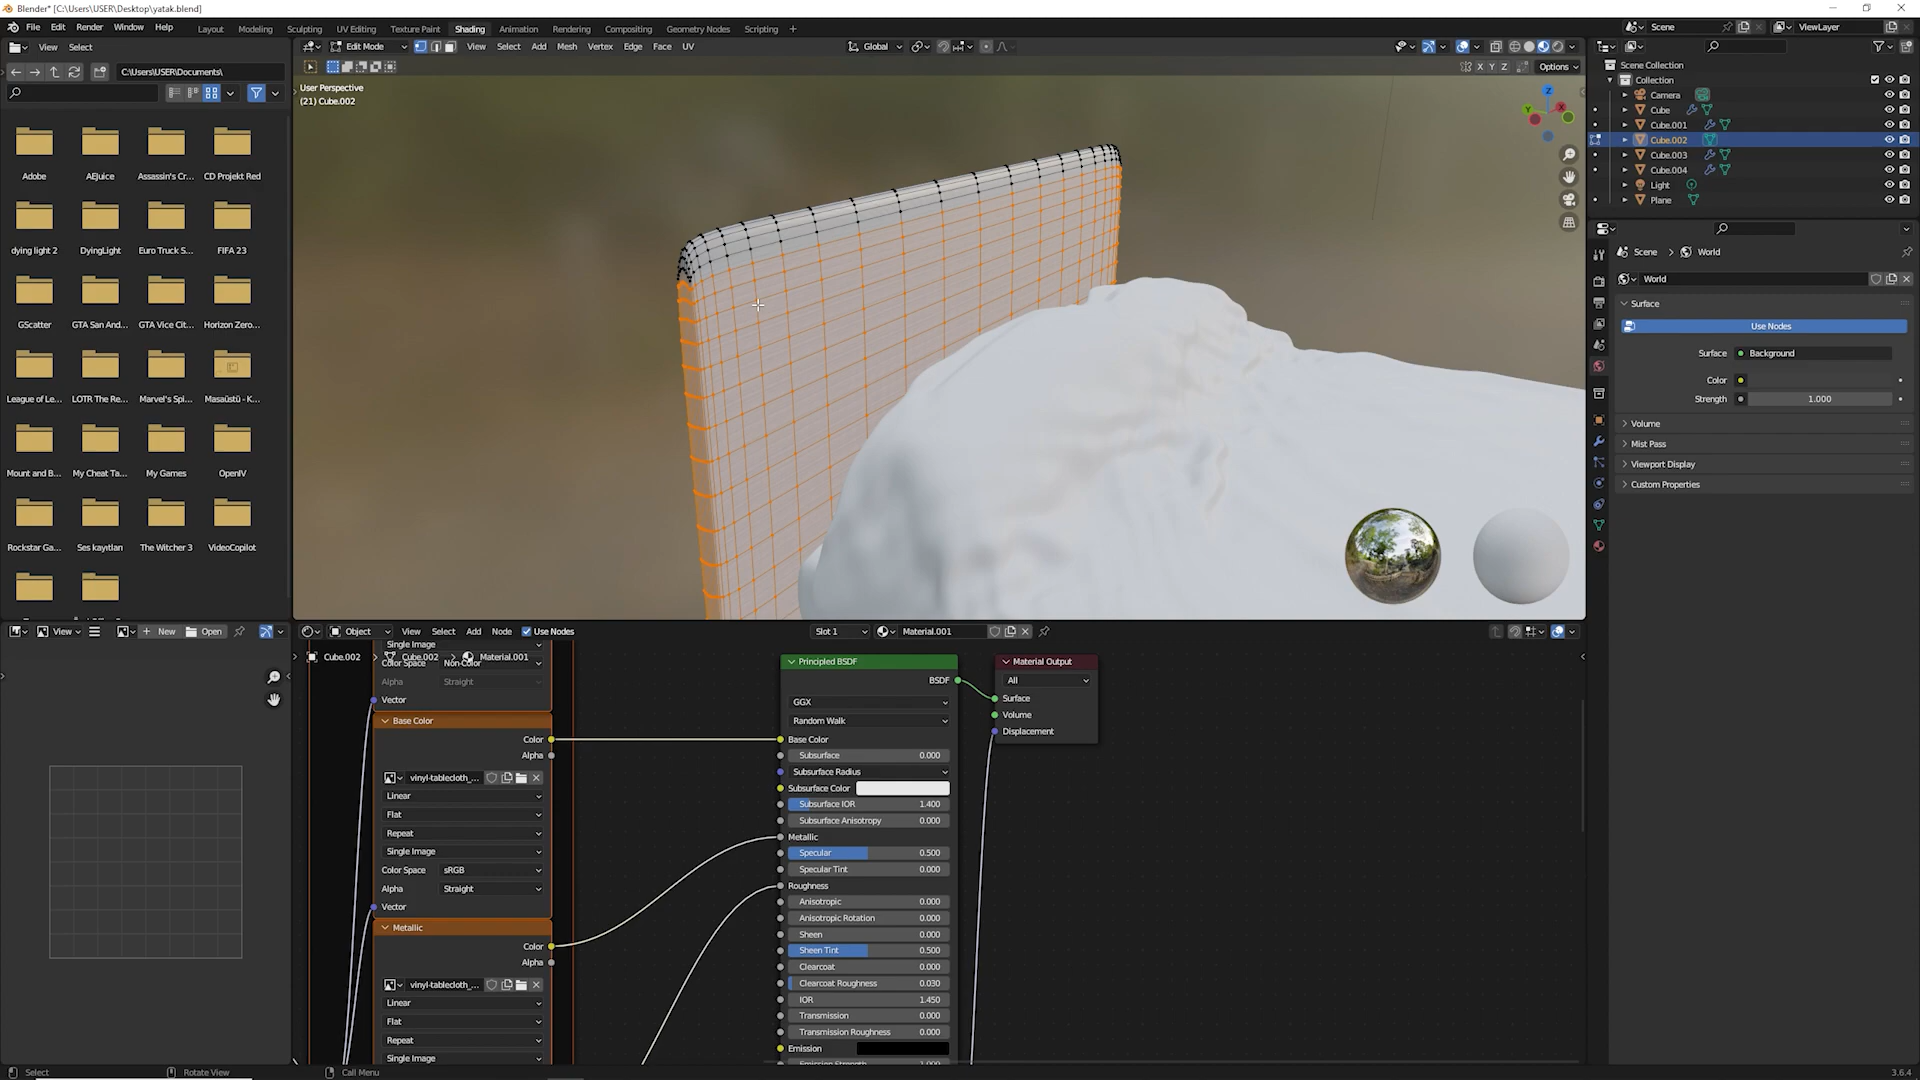 Blender* [C:\Users\USER\Desktop\yatak.blend]
File Edit Render Window Help
Layout Modeling Sculpting UV Editing Texture Paint Shading Animation Rendering Compositing Geometry Nodes Scripting +
Scene ViewLayer
View Select
Edit Mode View Select Add Mesh Vertex Edge Face UV Global
C:\Users\USER\Documents\
X Y Z Options
User Perspective
(21) Cube.002
Adobe AEJuice Assassin's Cr... CD Projekt Red
dying light 2 DyingLight Euro Truck S... FIFA 23
GScatter GTA San And... GTA Vice Cit... Horizon Zero...
League of Le... LOTR The Re... Marvel's Spi... Masaüstü - K...
Mount and B... My Cheat Ta... My Games OpenIV
Rockstar Ga... Ses kayıtları The Witcher 3 VideoCopilot
Z
Y
X
Scene Collection
Collection
Camera
Cube
Cube.001
Cube.002
Cube.003
Cube.004
Light
Plane
Scene > World
World
Surface
Use Nodes
Surface Background
Color
Strength 1.000
Volume
Mist Pass
Viewport Display
Custom Properties
View + New Open
Object View Select Add Node Use Nodes Slot 1 Material.001
Cube.002 > Cube.002 > Material.001
Single Image
Color Space Non-Color
Alpha Straight
Vector
Base Color
Color
Alpha
vinyl-tablecloth_...
Linear
Flat
Repeat
Single Image
Color Space sRGB
Alpha Straight
Vector
Metallic
Color
Alpha
vinyl-tablecloth_...
Linear
Flat
Repeat
Single Image
Principled BSDF
BSDF
GGX
Random Walk
Base Color
Subsurface 0.000
Subsurface Radius
Subsurface Color
Subsurface IOR 1.400
Subsurface Anisotropy 0.000
Metallic
Specular 0.500
Specular Tint 0.000
Roughness
Anisotropic 0.000
Anisotropic Rotation 0.000
Sheen 0.000
Sheen Tint 0.500
Clearcoat 0.000
Clearcoat Roughness 0.030
IOR 1.450
Transmission 0.000
Transmission Roughness 0.000
Emission
Material Output
All
Surface
Volume
Displacement
Select Rotate View Call Menu 3.6.4